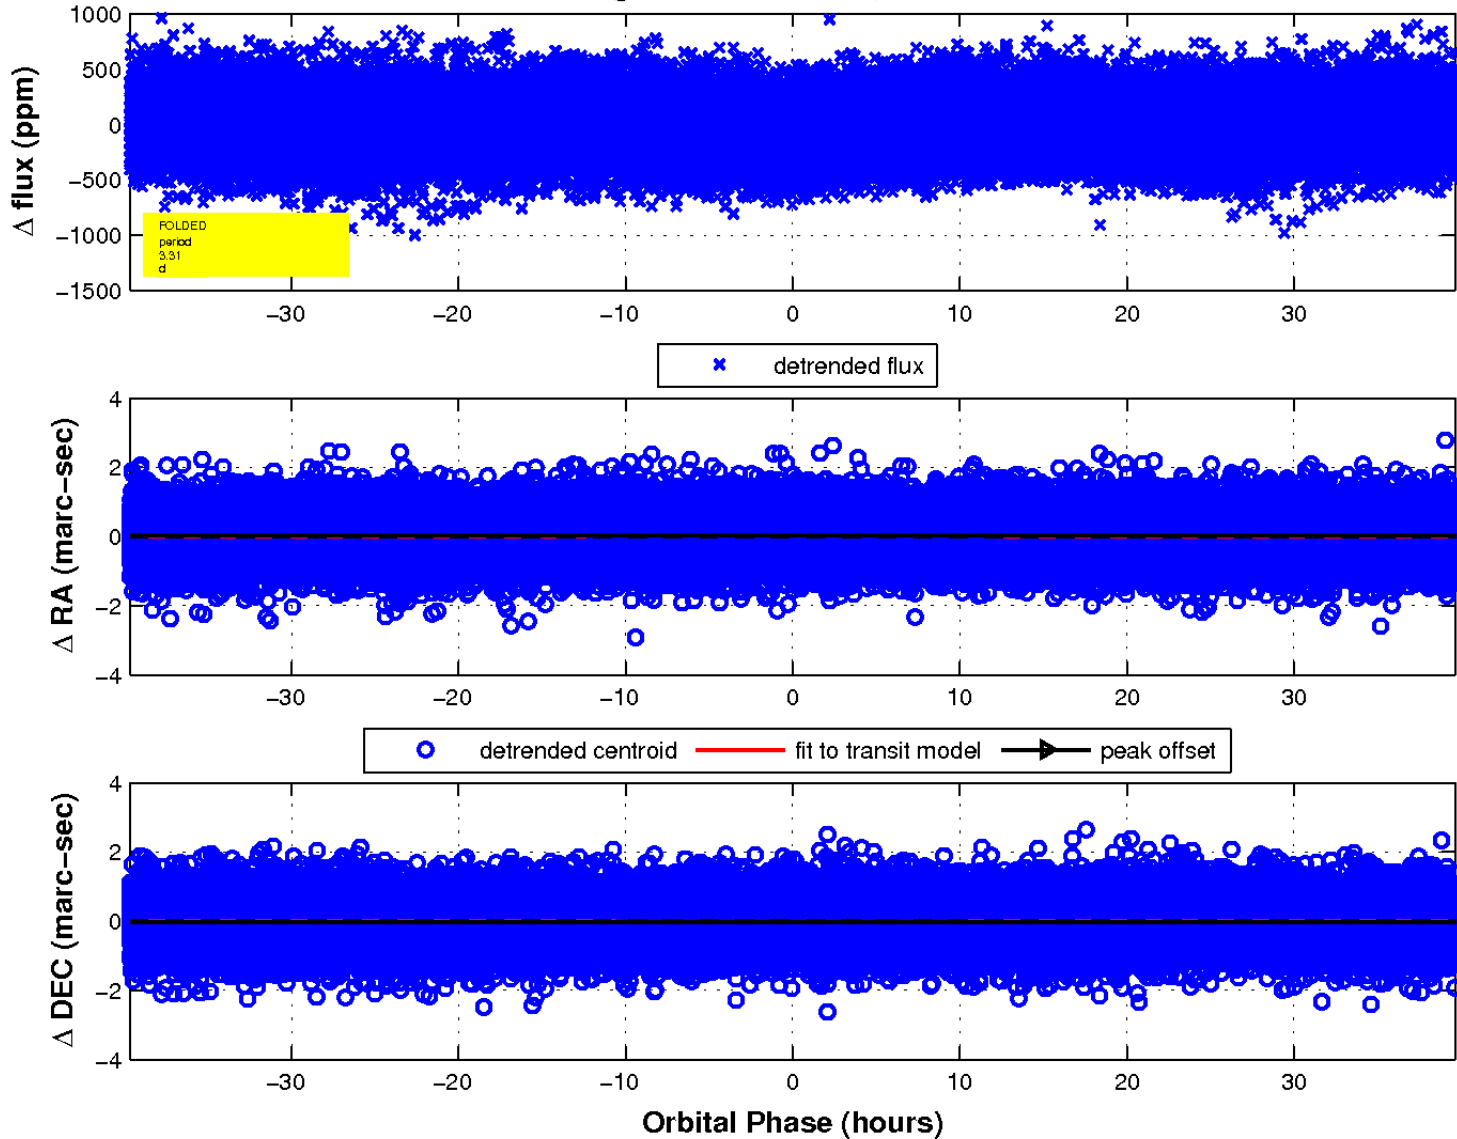 1000
500
0
−500
−1000
−1500
Δ flux (ppm)
FOLDED
period
3.31
d
−30 −20 −10 0 10 20 30
detrended flux
4
2
0
−2
−4
Δ RA (marc−sec)
−30 −20 −10 0 10 20 30
detrended centroid fit to transit model peak offset
4
2
0
−2
−4
Δ DEC (marc−sec)
−30 −20 −10 0 10 20 30
Orbital Phase (hours)